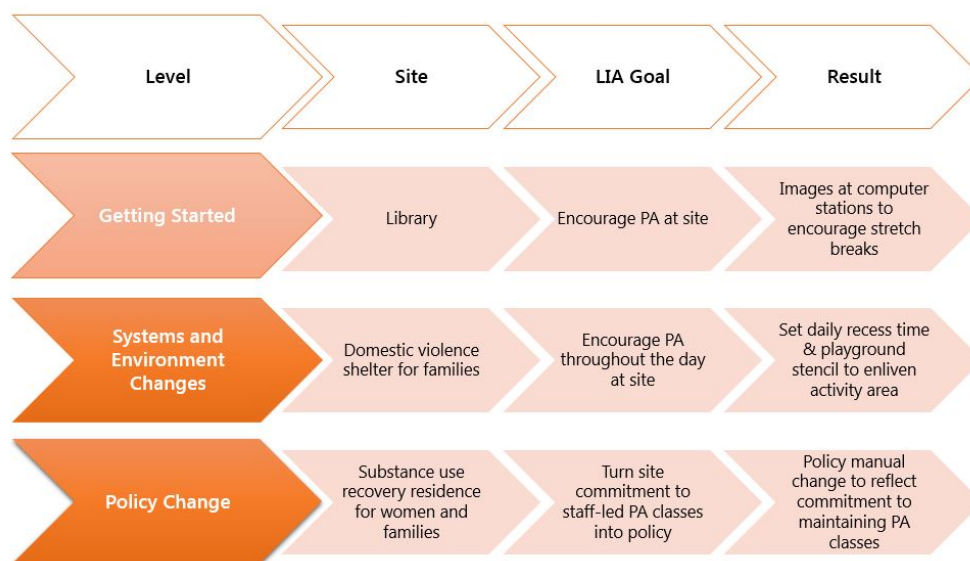 Level
Site
LIA Goal
Result
Getting Started
Library
Encourage PA at site
Images at computer
stations to
encourage stretch
breaks
Systems and
Environment
Changes
Domestic violence
shelter for families
Encourage PA
throughout the day
at site
Set daily recess time
& playground
stencil to enliven
activity area
Policy Change
Substance use
recovery residence
for women and
families
Turn site
commitment to
staff-led PA classes
into policy
Policy manual
change to reflect
commitment to
maintaining PA
classes